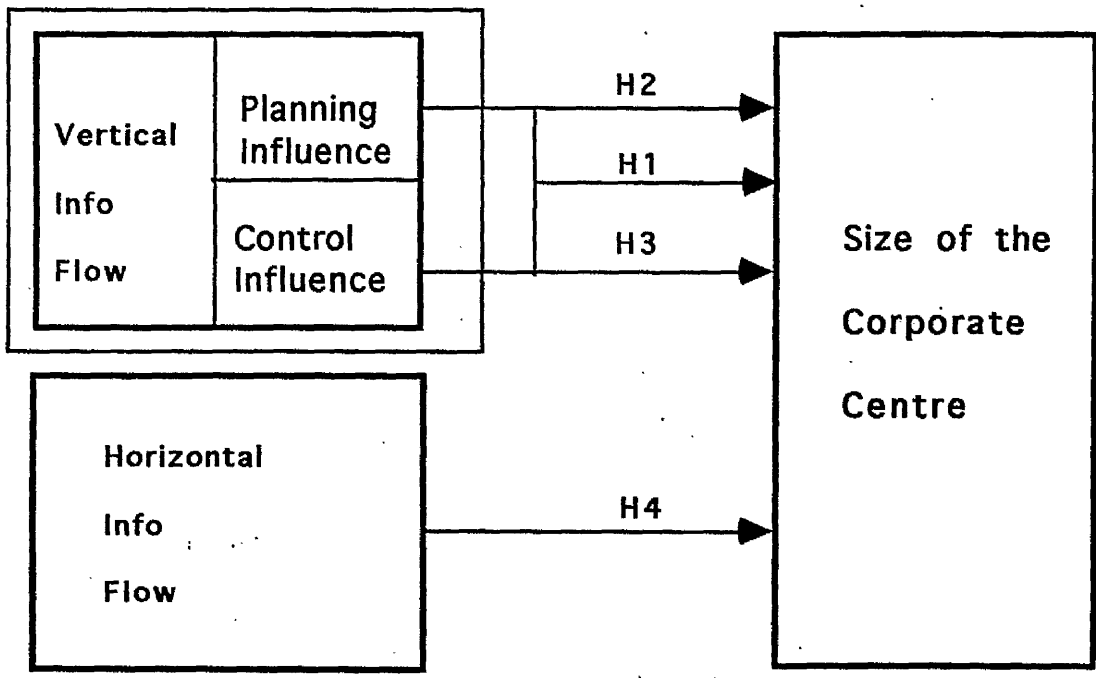 Vertical
Info
Flow
Planning
Influence
Control
Influence
H2
H1
H3
Size of the
Corporate
Centre
Horizontal
Info
Flow
H4